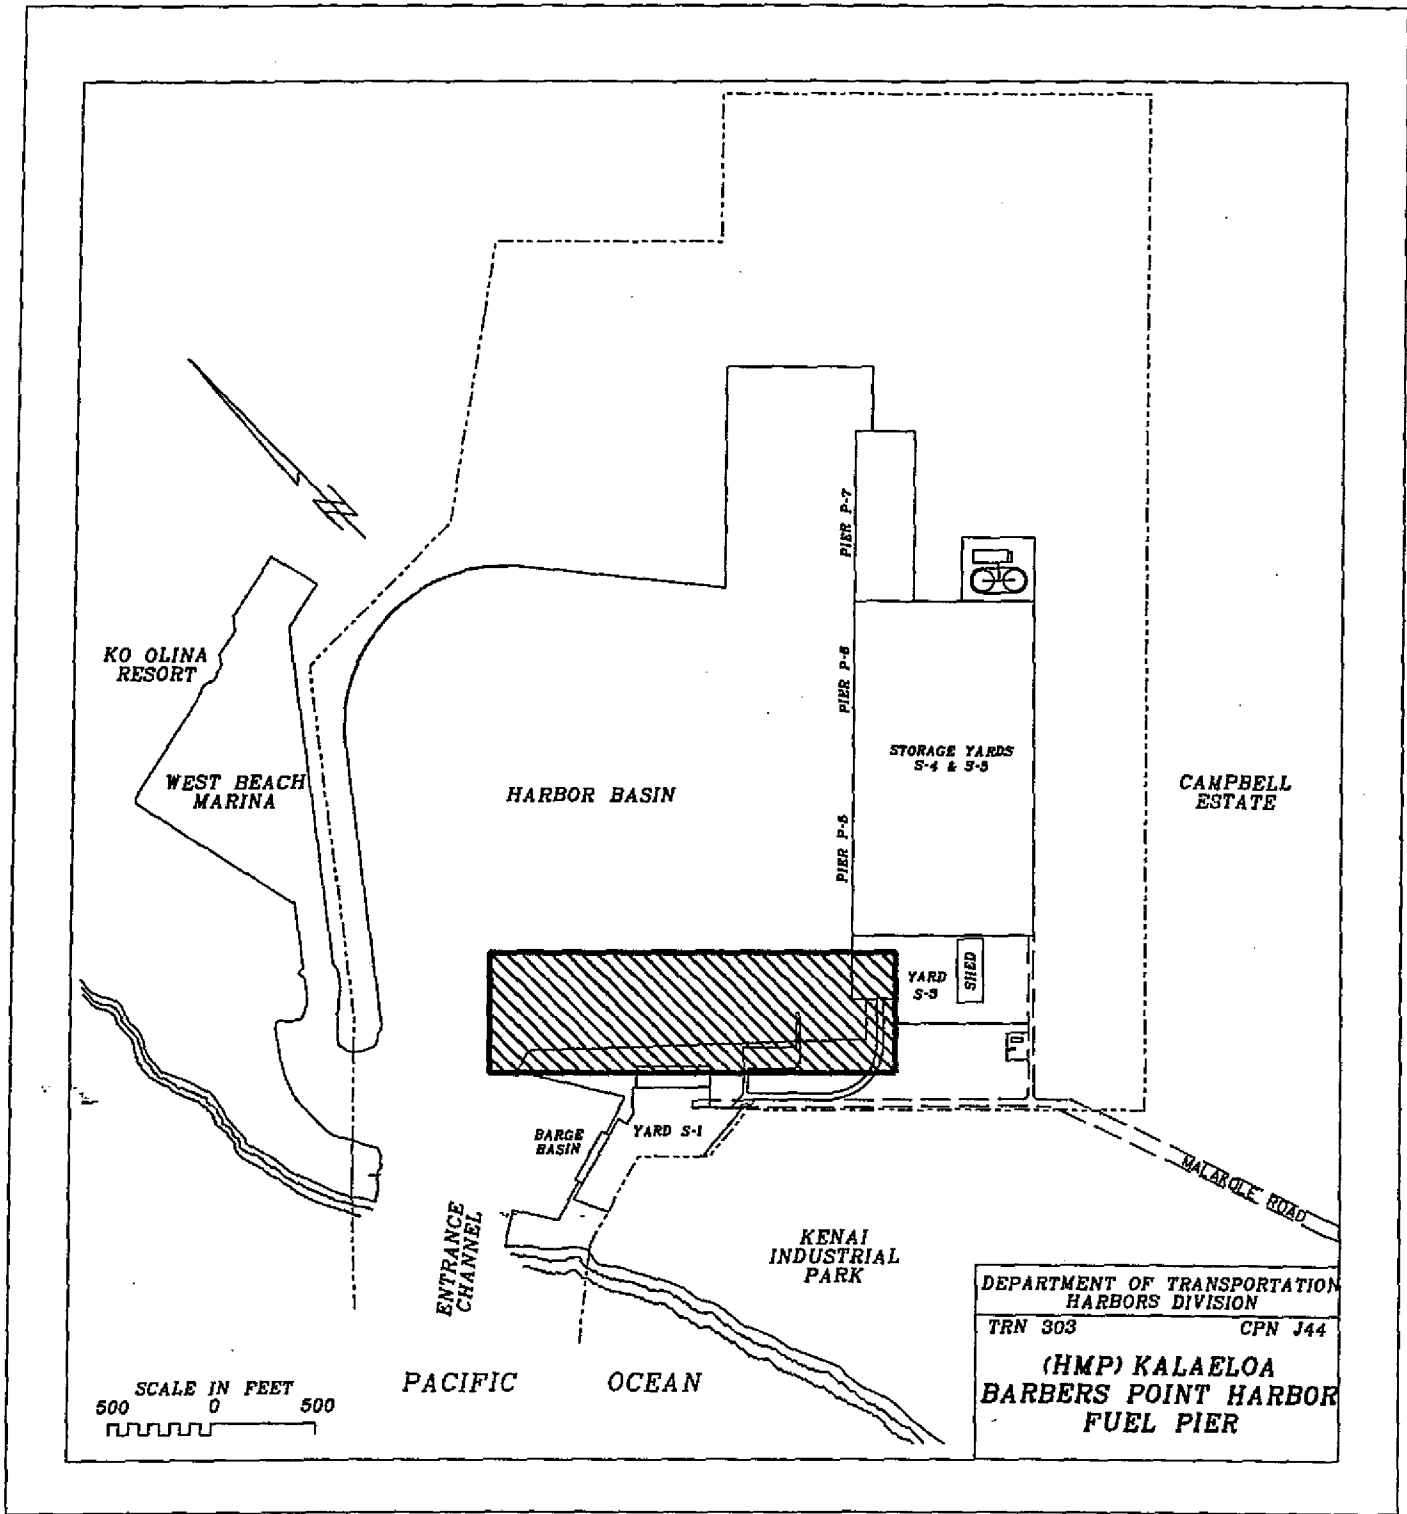 PIER P-7
KO OLINA
RESORT
PIER P-6
STORAGE YARDS
S-4 & S-5
WEST BEACH
MARINA
HARBOR BASIN
CAMPBELL
ESTATE
PIER P-5
YARD
S-3
SHED
BARGE
BASIN
YARD S-1
MALAKOLE ROAD
ENTRANCE
CHANNEL
KENAI
INDUSTRIAL
PARK
DEPARTMENT OF TRANSPORTATION
HARBORS DIVISION
TRN 303 CPN J44
(HMP) KALAELOA
BARBERS POINT HARBOR
FUEL PIER
PACIFIC OCEAN
SCALE IN FEET
500 0 500